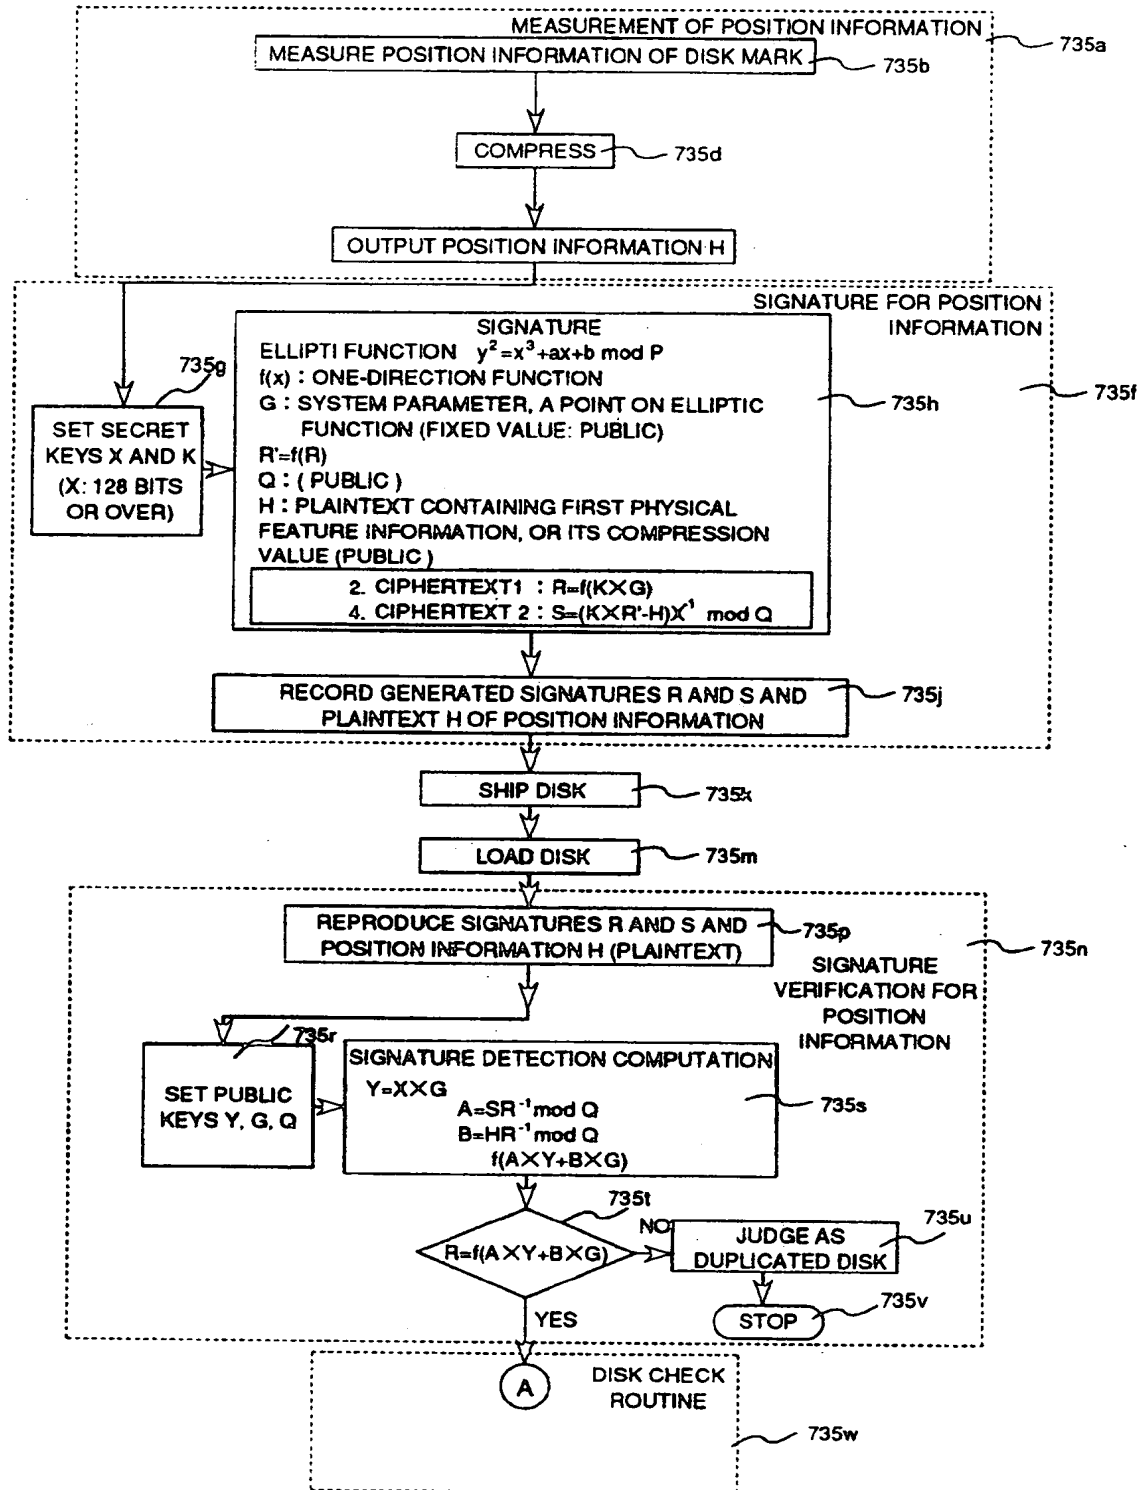 MEASUREMENT OF POSITION INFORMATION
735a
MEASURE POSITION INFORMATION OF DISK MARK
735b
COMPRESS
735d
OUTPUT POSITION INFORMATION H
SIGNATURE FOR POSITION
INFORMATION
735f
735g
SET SECRET
KEYS X AND K
(X: 128 BITS
OR OVER)
SIGNATURE
ELLIPTI FUNCTION y²=x³+ax+b mod P
f(x) : ONE-DIRECTION FUNCTION
G : SYSTEM PARAMETER, A POINT ON ELLIPTIC
FUNCTION (FIXED VALUE: PUBLIC)
R'=f(R)
Q : ( PUBLIC )
H : PLAINTEXT CONTAINING FIRST PHYSICAL
FEATURE INFORMATION, OR ITS COMPRESSION
VALUE (PUBLIC )
2. CIPHERTEXT1 : R=f(K×G)
4. CIPHERTEXT 2 : S=(K×R'-H)X⁻¹ mod Q
735h
RECORD GENERATED SIGNATURES R AND S AND
PLAINTEXT H OF POSITION INFORMATION
735j
SHIP DISK
735k
LOAD DISK
735m
REPRODUCE SIGNATURES R AND S AND
POSITION INFORMATION H (PLAINTEXT)
735p
735n
SIGNATURE
VERIFICATION FOR
POSITION
INFORMATION
735r
SET PUBLIC
KEYS Y, G, Q
SIGNATURE DETECTION COMPUTATION
Y=X×G
A=SR⁻¹ mod Q
B=HR⁻¹ mod Q
f(A×Y+B×G)
735s
735t
R=f(A×Y+B×G)
NO
JUDGE AS
DUPLICATED DISK
735u
STOP
735v
YES
A
DISK CHECK
ROUTINE
735w